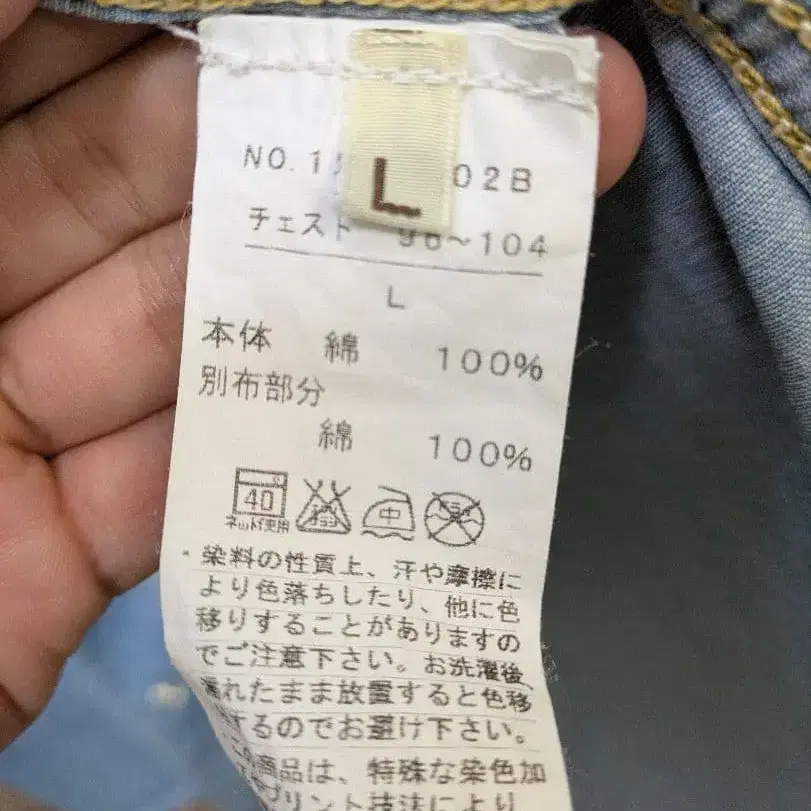 L
NO.1 02B
チェスト 96~104
L
本体 綿 100%
別布部分
綿 100%
40
ネット使用
中
・染料の性質上、汗や摩擦に
より色落ちしたり、他に色
移りすることがありますの
でご注意下さい。お洗濯後、
濡れたまま放置すると色移
するのでお避け下さい。
この商品は、特殊な染色加
プリント技法により